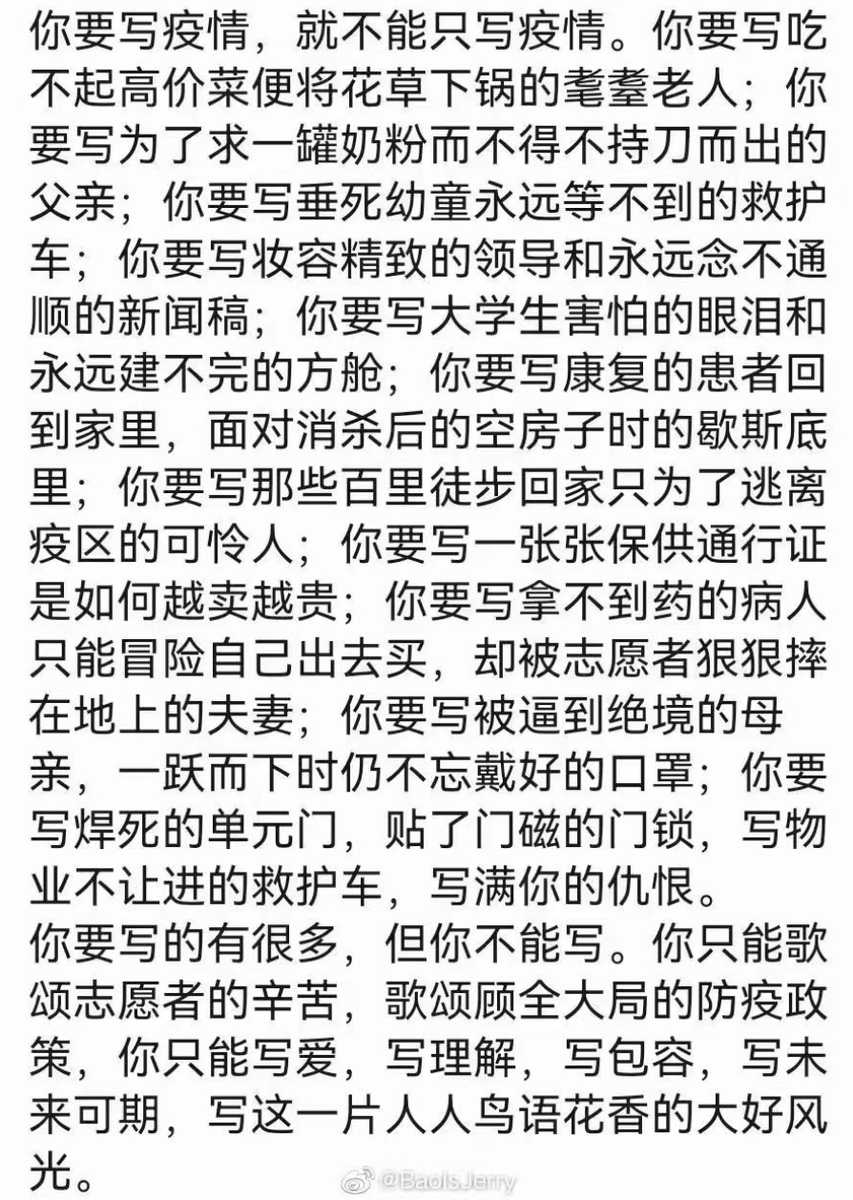 你要写疫情，就不能只写疫情。你要写吃
不起高价菜便将花草下锅的耄耋老人；你
要写为了求一罐奶粉而不得不持刀而出的
父亲；你要写垂死幼童永远等不到的救护
车；你要写妆容精致的领导和永远念不通
顺的新闻稿；你要写大学生害怕的眼泪和
永远建不完的方舱；你要写康复的患者回
到家里，面对消杀后的空房子时的歇斯底
里；你要写那些百里徒步回家只为了逃离
疫区的可怜人；你要写一张张保供通行证
是如何越卖越贵；你要写拿不到药的病人
只能冒险自己出去买，却被志愿者狠狠摔
在地上的夫妻；你要写被逼到绝境的母
亲，一跃而下时仍不忘戴好的口罩；你要
写焊死的单元门，贴了门磁的门锁，写物
业不让进的救护车，写满你的仇恨。
你要写的有很多，但你不能写。你只能歌
颂志愿者的辛苦，歌颂顾全大局的防疫政
策，你只能写爱，写理解，写包容，写未
来可期，写这一片人人鸟语花香的大好风
光。
@BaoIsJerry